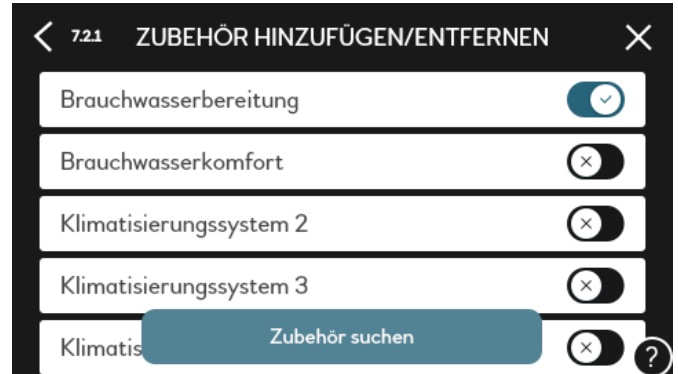 7.2.1 ZUBEHÖR HINZUFÜGEN/ENTFERNEN
Brauchwasserbereitung
Brauchwasserkomfort
Klimatisierungssystem 2
Klimatisierungssystem 3
Klimatis
Zubehör suchen
?